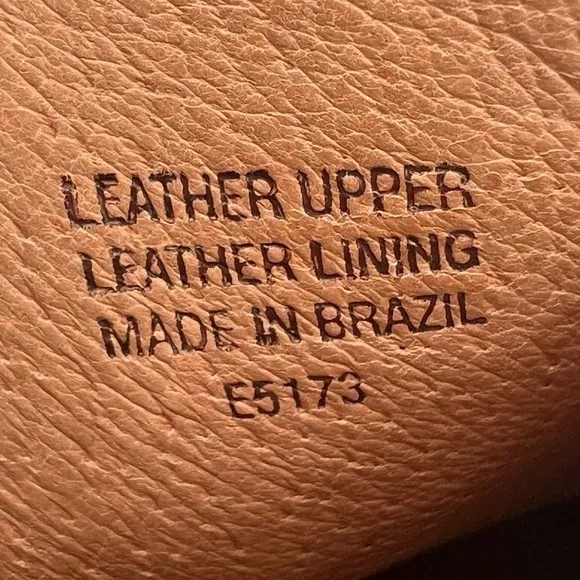 LEATHER UPPER
LEATHER LINING
MADE IN BRAZIL
E5173